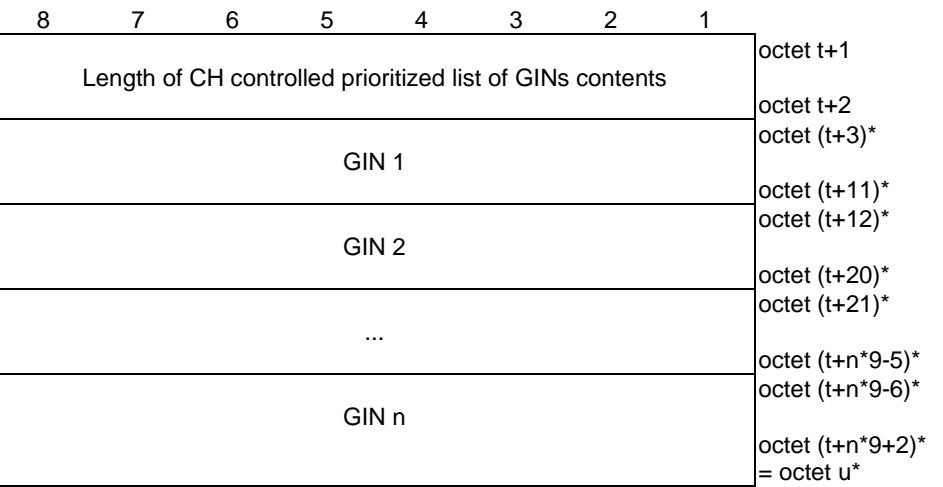 8 7 6 5 4 3 2 1
Length of CH controlled prioritized list of GINs contents
octet t+1
octet t+2
GIN 1
octet (t+3)*
octet (t+11)*
GIN 2
octet (t+12)*
octet (t+20)*
...
octet (t+21)*
octet (t+n*9-5)*
GIN n
octet (t+n*9-6)*
octet (t+n*9+2)*
= octet u*